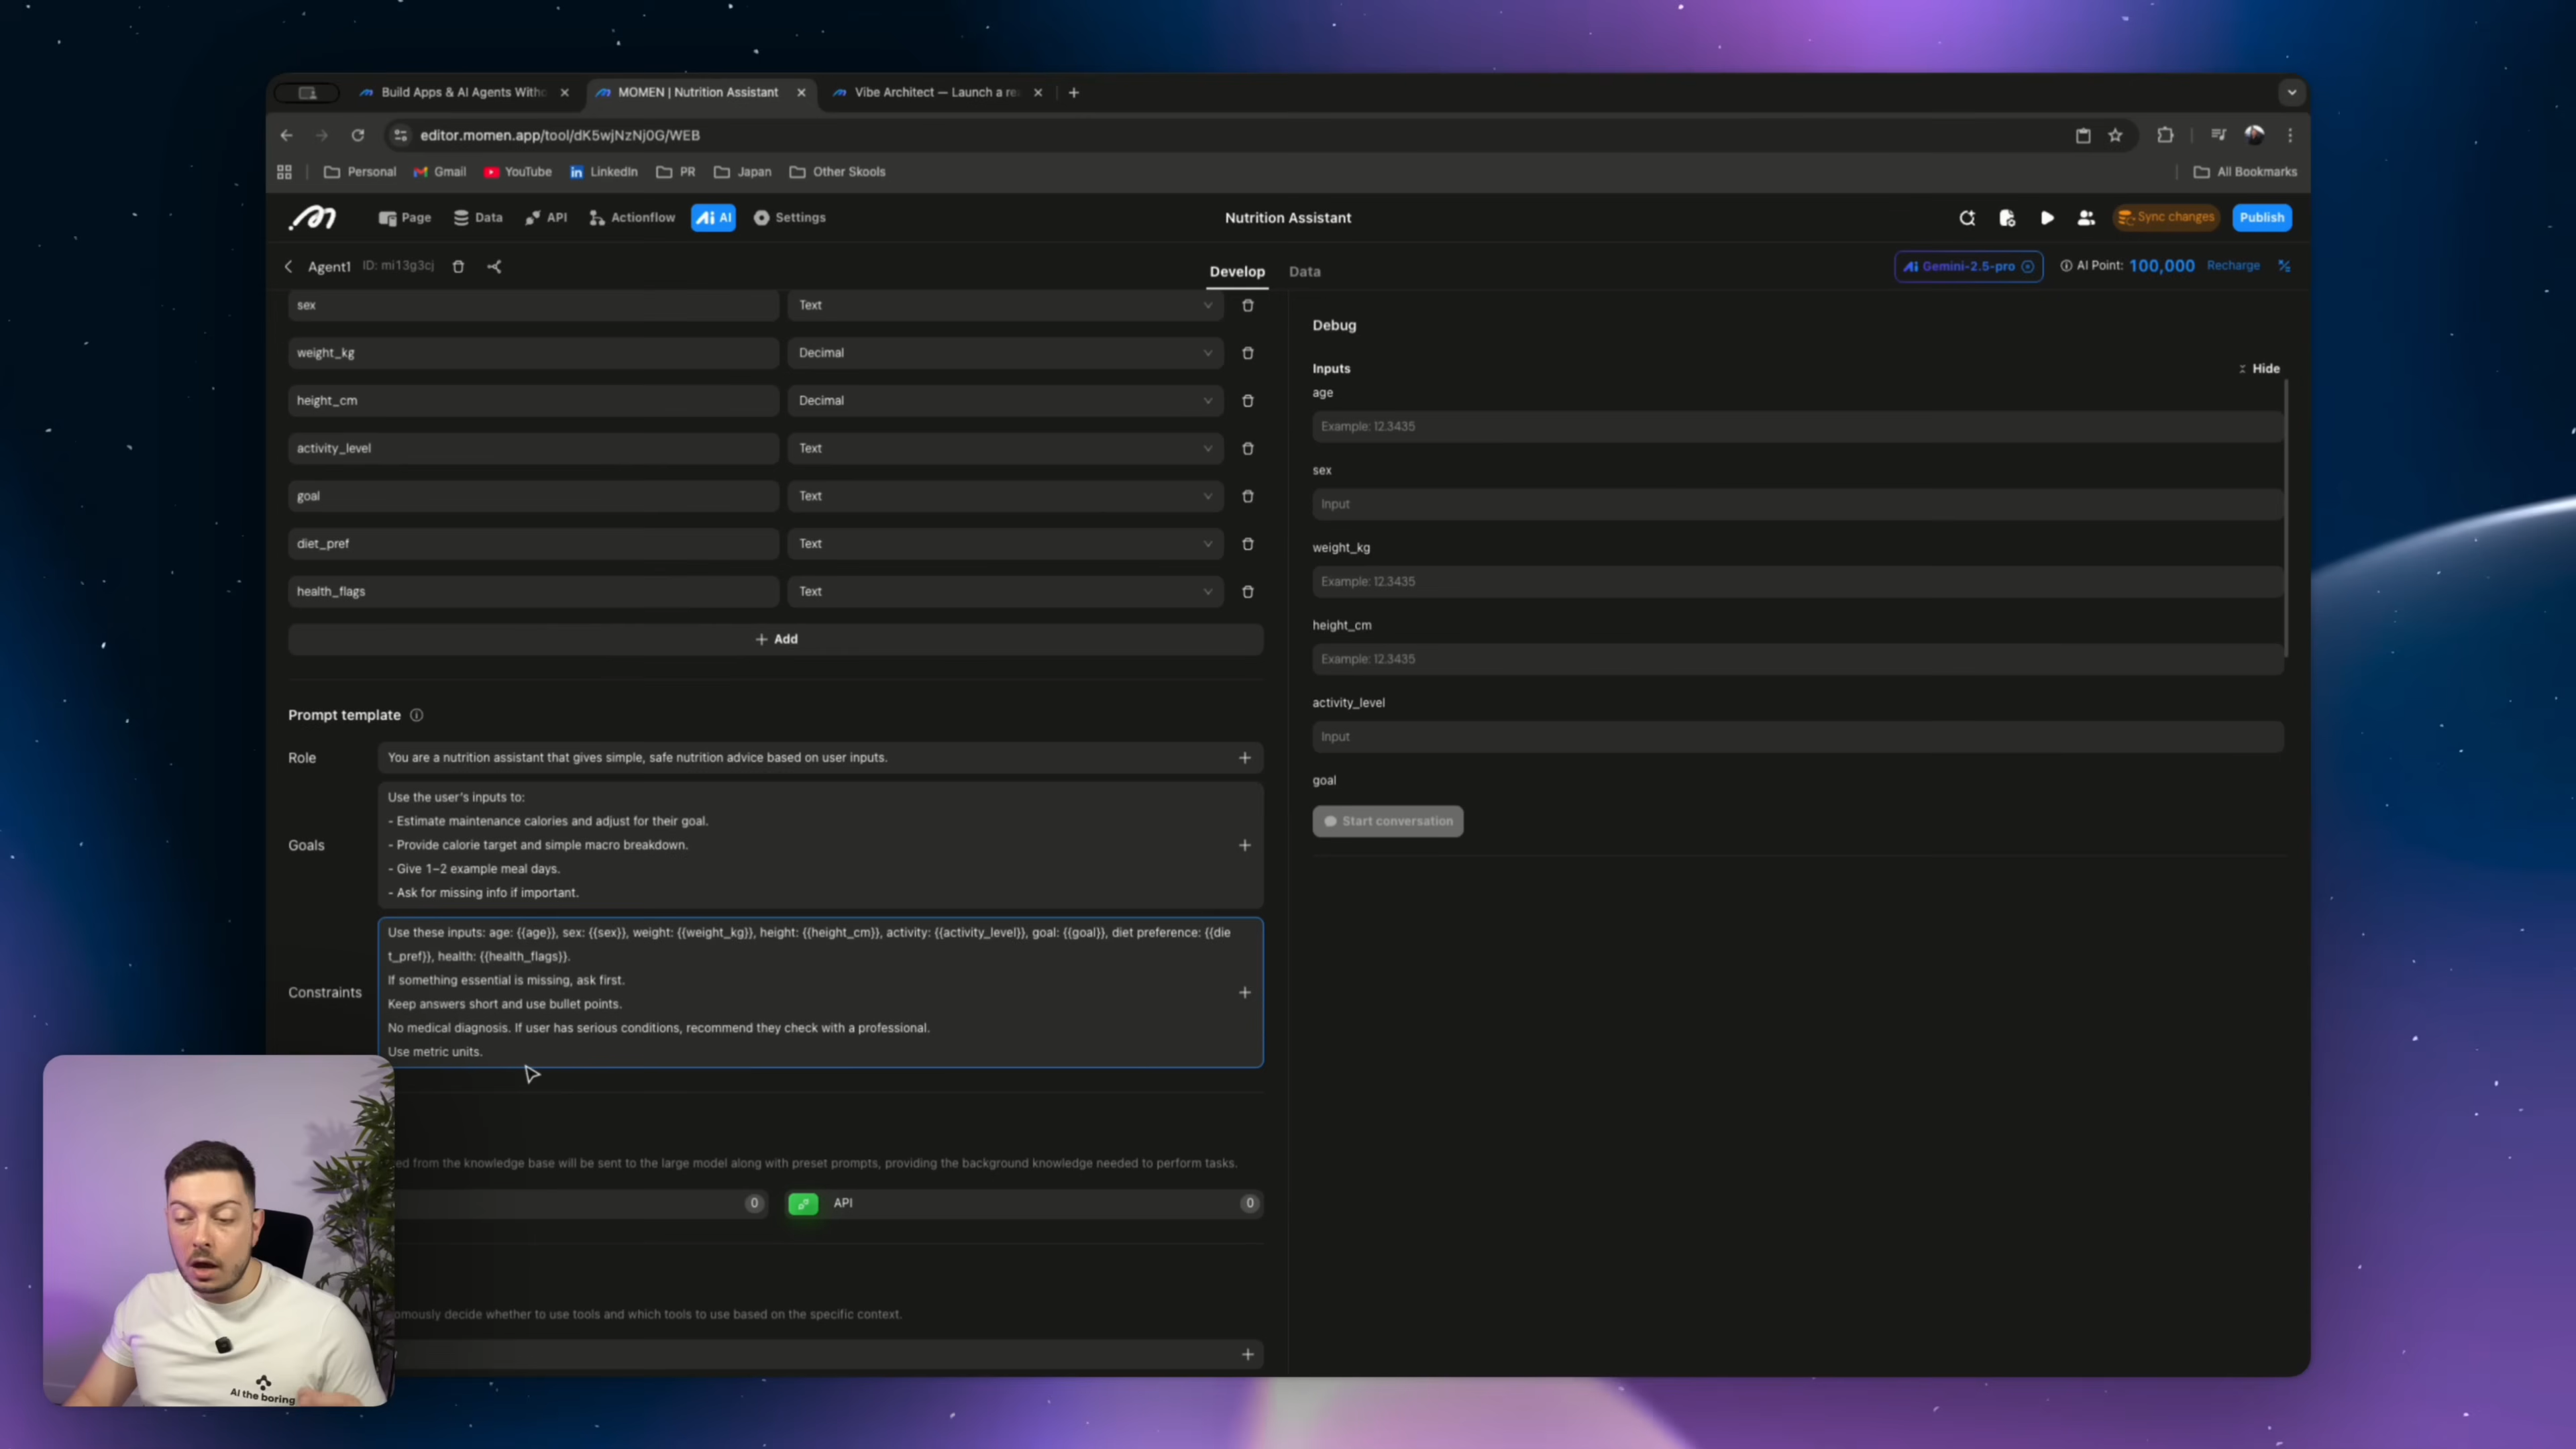 Build Apps & AI Agents Witho
MOMEN | Nutrition Assistant
Vibe Architect — Launch a re
editor.momen.app/tool/dK5wjNzNj0G/WEB
Personal
Gmail
YouTube
LinkedIn
PR
Japan
Other Skools
All Bookmarks
Page
Data
API
Actionflow
AI
Settings
Nutrition Assistant
Sync changes
Publish
Agent1
ID: mi13g3cj
Develop
Data
Gemini-2.5-pro
AI Point: 100,000
Recharge
sex
Text
weight_kg
Decimal
height_cm
Decimal
activity_level
Text
goal
Text
diet_pref
Text
health_flags
Text
+ Add
Prompt template
Role
You are a nutrition assistant that gives simple, safe nutrition advice based on user inputs.
Goals
Use the user's inputs to:
- Estimate maintenance calories and adjust for their goal.
- Provide calorie target and simple macro breakdown.
- Give 1–2 example meal days.
- Ask for missing info if important.
Constraints
Use these inputs: age: {{age}}, sex: {{sex}}, weight: {{weight_kg}}, height: {{height_cm}}, activity: {{activity_level}}, goal: {{goal}}, diet preference: {{die
t_pref}}, health: {{health_flags}}.
If something essential is missing, ask first.
Keep answers short and use bullet points.
No medical diagnosis. If user has serious conditions, recommend they check with a professional.
Use metric units.
ed from the knowledge base will be sent to the large model along with preset prompts, providing the background knowledge needed to perform tasks.
0
API
0
omously decide whether to use tools and which tools to use based on the specific context.
Debug
Inputs
Hide
age
Example: 12.3435
sex
Input
weight_kg
Example: 12.3435
height_cm
Example: 12.3435
activity_level
Input
goal
Start conversation
AI the boring